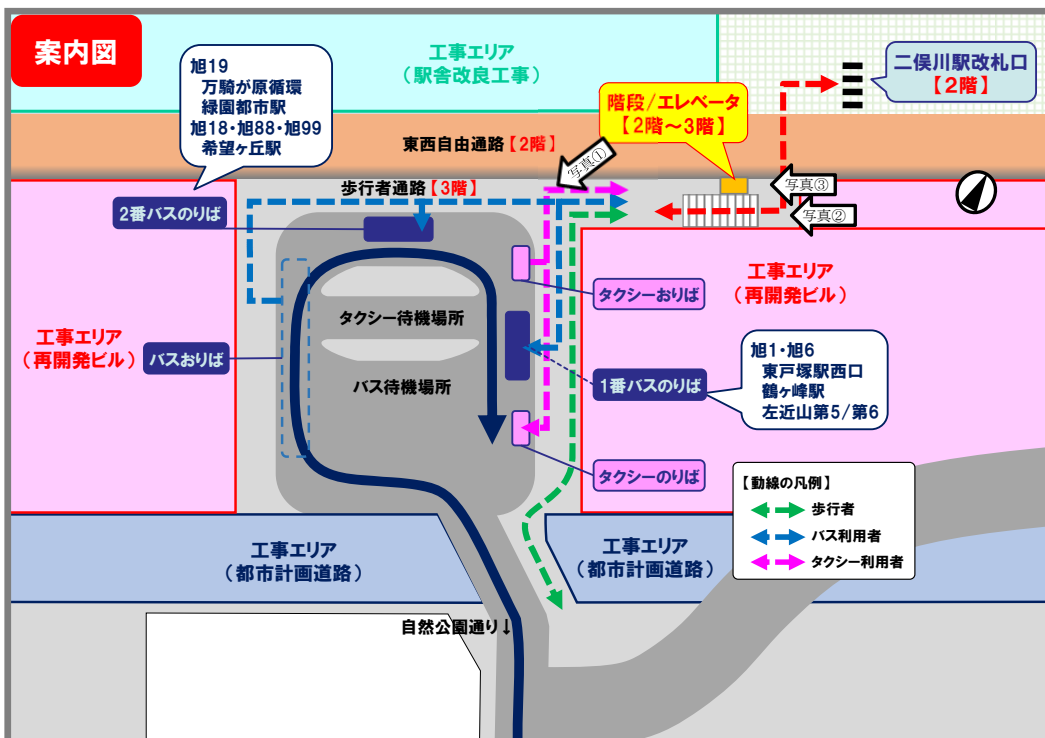 案内図
旭19
万騎が原循環
緑園都市駅
旭18・旭88・旭99
希望ヶ丘駅
工事エリア
（駅舎改良工事）
二俣川駅改札口
【2階】
階段/エレベータ
【2階～3階】
東西自由通路【2階】
写真①
歩行者通路【3階】
写真③
写真②
2番バスのりば
工事エリア
（再開発ビル）
タクシーおりば
タクシー待機場所
工事エリア
（再開発ビル）
バスおりば
バス待機場所
1番バスのりば
旭1・旭6
東戸塚駅西口
鶴ヶ峰駅
左近山第5/第6
タクシーのりば
【動線の凡例】
歩行者
バス利用者
タクシー利用者
工事エリア
（都市計画道路）
工事エリア
（都市計画道路）
自然公園通り↓